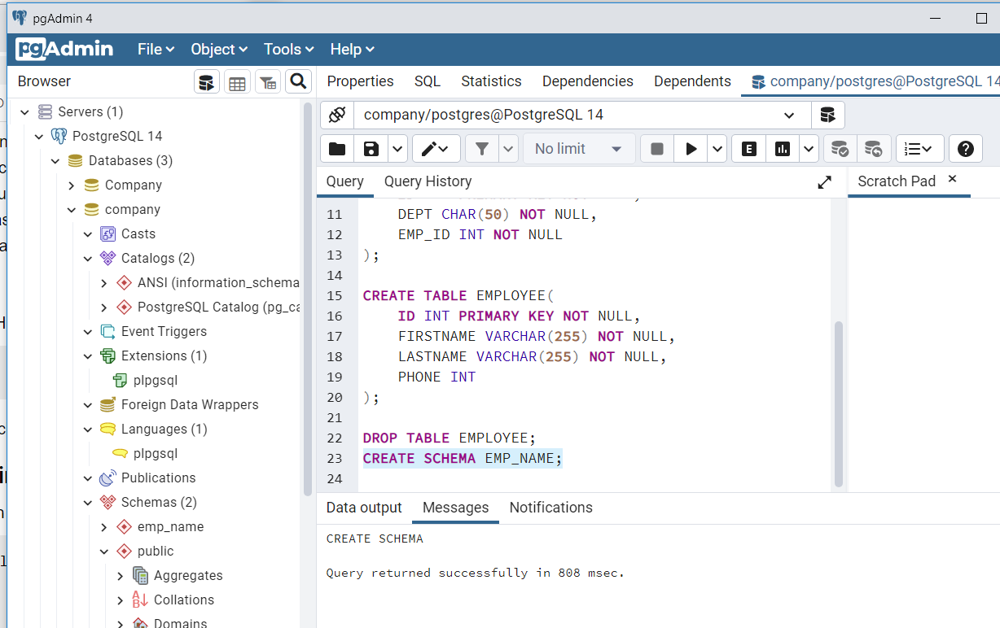 pgAdmin 4
pgAdmin File Object Tools Help
Browser
Properties SQL Statistics Dependencies Dependents company/postgres@PostgreSQL 14
Servers (1)
PostgreSQL 14
Databases (3)
Company
company
Casts
Catalogs (2)
ANSI (information_schema
PostgreSQL Catalog (pg_ca
Event Triggers
Extensions (1)
plpgsql
Foreign Data Wrappers
Languages (1)
plpgsql
Publications
Schemas (2)
emp_name
public
Aggregates
Collations
Domains
company/postgres@PostgreSQL 14
No limit
E
Query Query History
Scratch Pad
11 DEPT CHAR(50) NOT NULL,
12 EMP_ID INT NOT NULL
13 );
14
15 CREATE TABLE EMPLOYEE(
16 ID INT PRIMARY KEY NOT NULL,
17 FIRSTNAME VARCHAR(255) NOT NULL,
18 LASTNAME VARCHAR(255) NOT NULL,
19 PHONE INT
20 );
21
22 DROP TABLE EMPLOYEE;
23 CREATE SCHEMA EMP_NAME;
24
Data output Messages Notifications
CREATE SCHEMA
Query returned successfully in 808 msec.